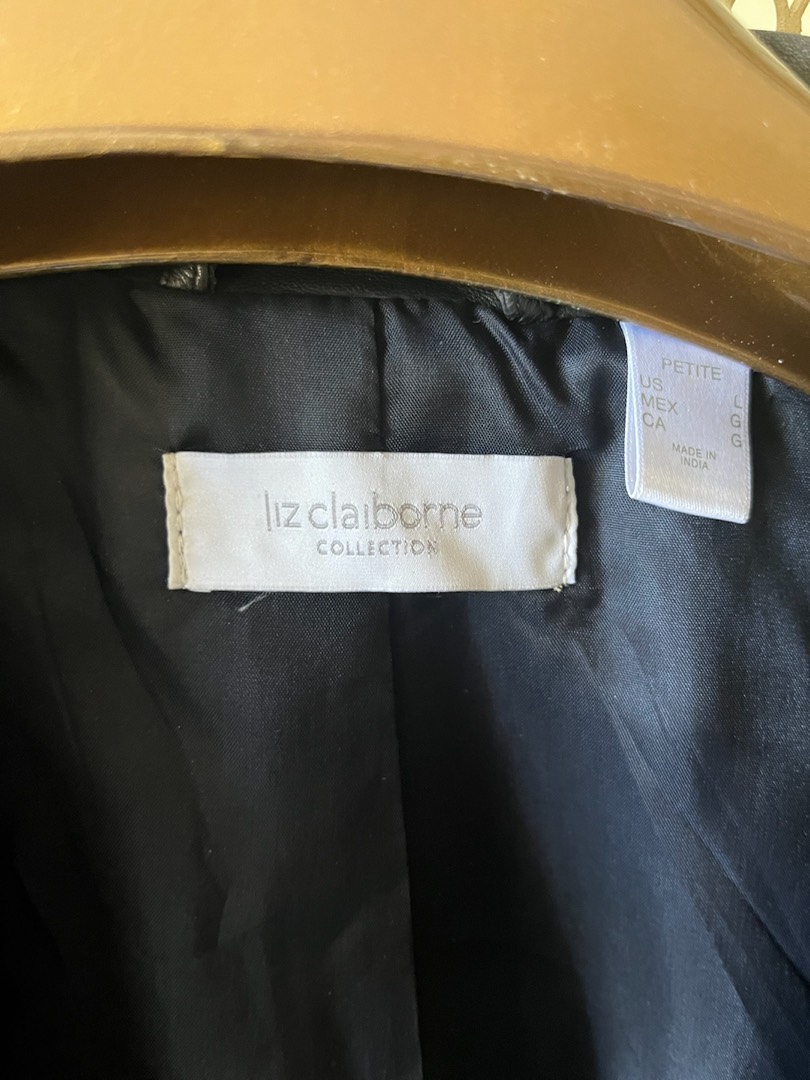 liz claiborne
COLLECTION
PETITE
US L
MEX G
CA G
MADE IN
INDIA